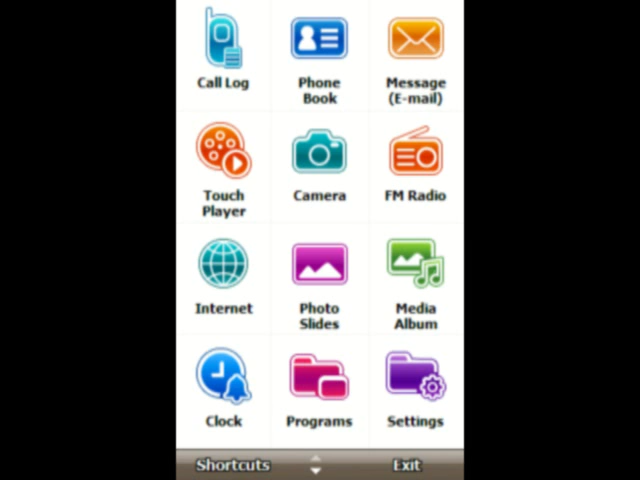 Call Log
Phone Book
Message (E-mail)
Touch Player
Camera
FM Radio
Internet
Photo Slides
Media Album
Clock
Programs
Settings
Shortcuts
Exit